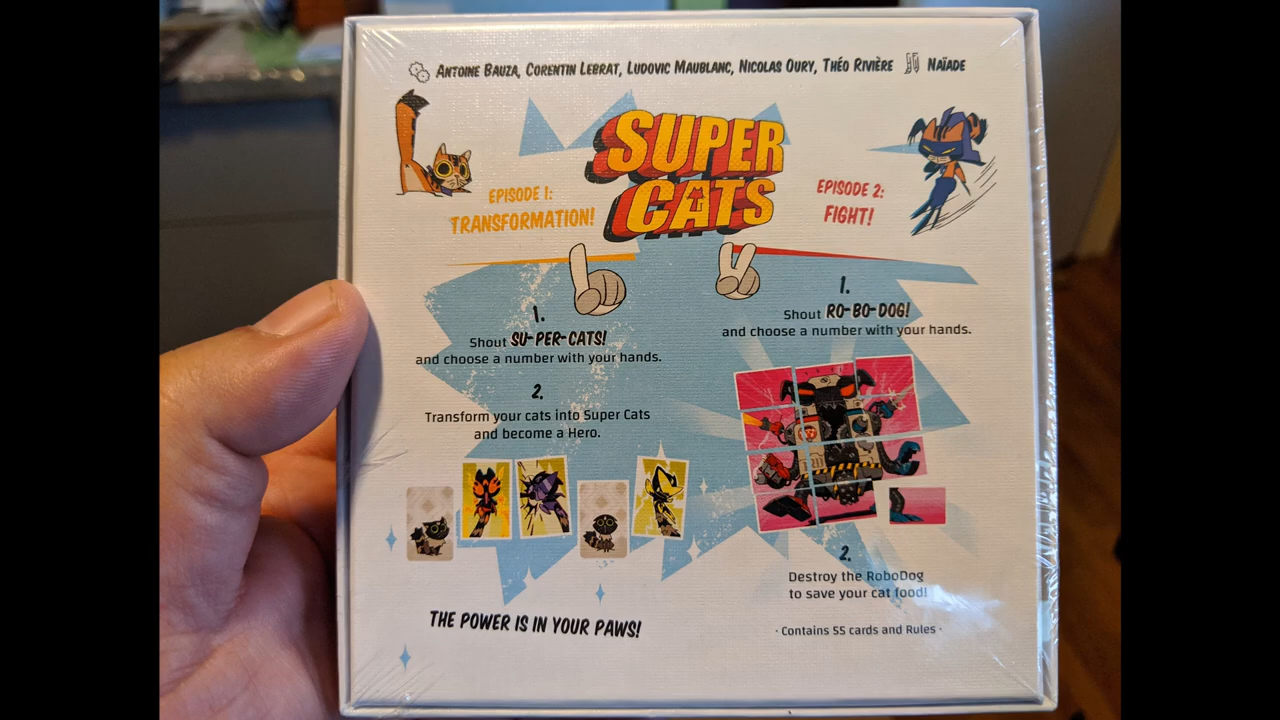 ANTOINE BAUZA, CORENTIN LEBRAT, LUDOVIC MAUBLANC, NICOLAS OURY, THÉO RIVIÈRE NAÏADE
SUPER
CATS
EPISODE 1:
TRANSFORMATION!
1.
Shout SU-PER-CATS!
and choose a number with your hands.
2.
Transform your cats into Super Cats
and become a Hero.
THE POWER IS IN YOUR PAWS!
EPISODE 2:
FIGHT!
1.
Shout RO-BO-DOG!
and choose a number with your hands.
2.
Destroy the RoboDog
to save your cat food!
· Contains 55 cards and Rules ·